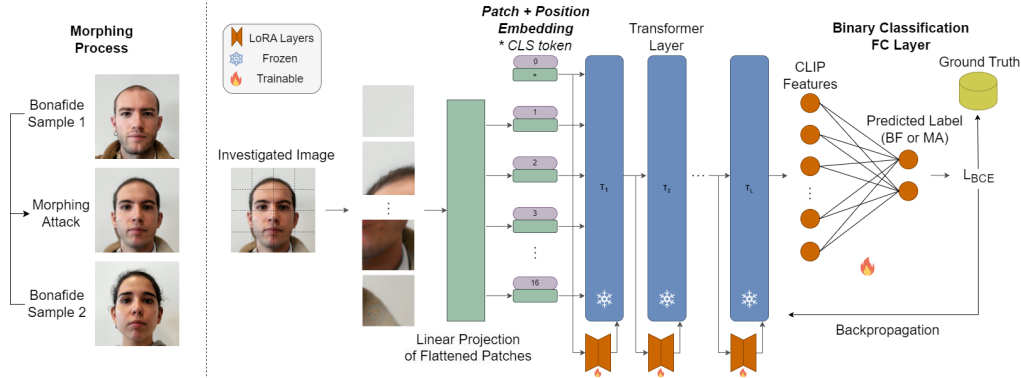 Morphing
Process
Bonafide
Sample 1
Morphing
Attack
Bonafide
Sample 2
LoRA Layers
Frozen
Trainable
Investigated Image
Linear Projection
of Flattened Patches
Patch + Position
Embedding
* CLS token
0
*
1
2
3
16
Transformer
Layer
T1
T2
TL
Binary Classification
FC Layer
CLIP
Features
Predicted Label
(BF or MA)
Ground Truth
LBCE
Backpropagation